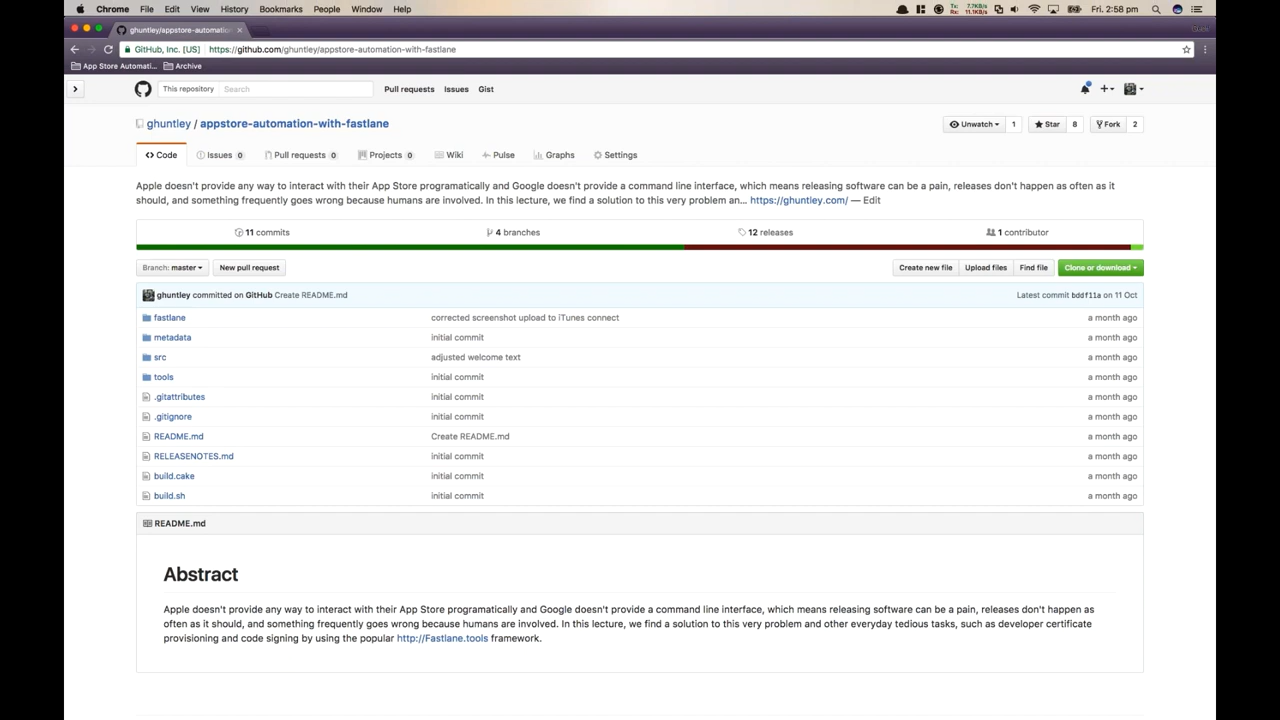 Chrome File Edit View History Bookmarks People Window Help Tx: 7.7KB/s Rx: 11.1KB/s Fri. 2:58 pm
ghuntley/appstore-automation
GitHub, Inc. [US] https://github.com/ghuntley/appstore-automation-with-fastlane
App Store Automati... Archive
This repository Search Pull requests Issues Gist
ghuntley / appstore-automation-with-fastlane Unwatch 1 Star 8 Fork 2
Code Issues 0 Pull requests 0 Projects 0 Wiki Pulse Graphs Settings
Apple doesn't provide any way to interact with their App Store programatically and Google doesn't provide a command line interface, which means releasing software can be a pain, releases don't happen as often as it
should, and something frequently goes wrong because humans are involved. In this lecture, we find a solution to this very problem an... https://ghuntley.com/ — Edit
11 commits 4 branches 12 releases 1 contributor
Branch: master New pull request Create new file Upload files Find file Clone or download
ghuntley committed on GitHub Create README.md Latest commit bddf11a on 11 Oct
fastlane corrected screenshot upload to iTunes connect a month ago
metadata initial commit a month ago
src adjusted welcome text a month ago
tools initial commit a month ago
.gitattributes initial commit a month ago
.gitignore initial commit a month ago
README.md Create README.md a month ago
RELEASENOTES.md initial commit a month ago
build.cake initial commit a month ago
build.sh initial commit a month ago
README.md
Abstract
Apple doesn't provide any way to interact with their App Store programatically and Google doesn't provide a command line interface, which means releasing software can be a pain, releases don't happen as
often as it should, and something frequently goes wrong because humans are involved. In this lecture, we find a solution to this very problem and other everyday tedious tasks, such as developer certificate
provisioning and code signing by using the popular http://Fastlane.tools framework.